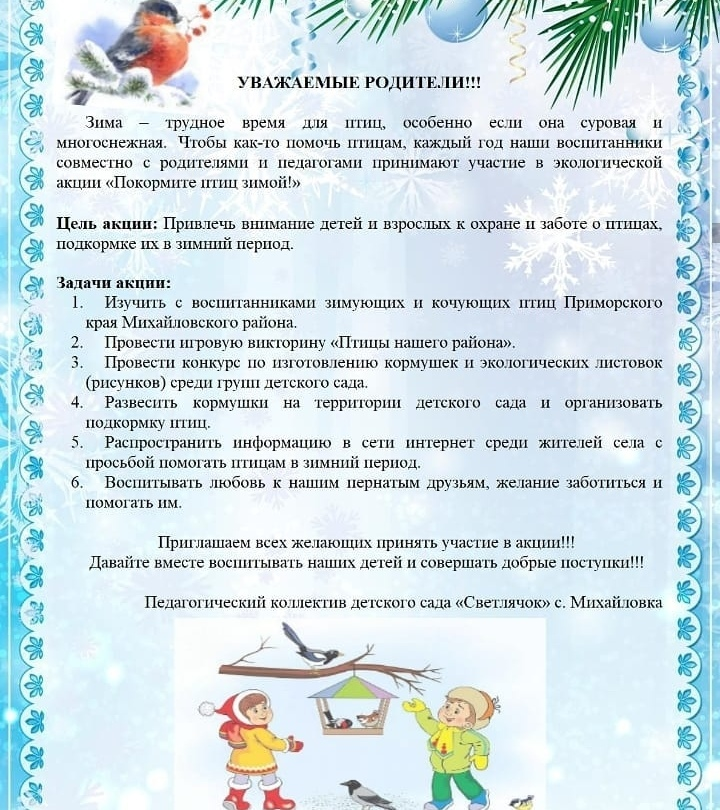 УВАЖАЕМЫЕ РОДИТЕЛИ!!!
Зима – трудное время для птиц, особенно если она суровая и
многоснежная. Чтобы как-то помочь птицам, каждый год наши воспитанники
совместно с родителями и педагогами принимают участие в экологической
акции «Покормите птиц зимой!»
Цель акции: Привлечь внимание детей и взрослых к охране и заботе о птицах,
подкормке их в зимний период.
Задачи акции:
1. Изучить с воспитанниками зимующих и кочующих птиц Приморского
края Михайловского района.
2. Провести игровую викторину «Птицы нашего района».
3. Провести конкурс по изготовлению кормушек и экологических листовок
(рисунков) среди групп детского сада.
4. Развесить кормушки на территории детского сада и организовать
подкормку птиц.
5. Распространить информацию в сети интернет среди жителей села с
просьбой помогать птицам в зимний период.
6. Воспитывать любовь к нашим пернатым друзьям, желание заботиться и
помогать им.
Приглашаем всех желающих принять участие в акции!!!
Давайте вместе воспитывать наших детей и совершать добрые поступки!!!
Педагогический коллектив детского сада «Светлячок» с. Михайловка